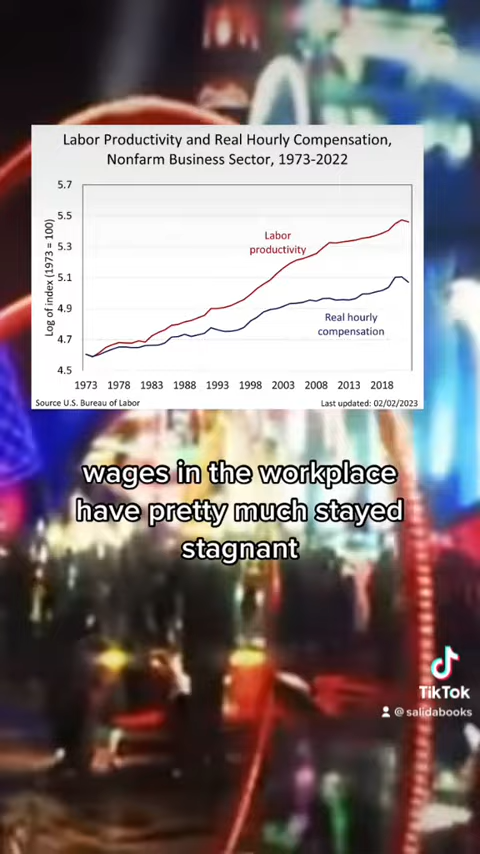 Labor Productivity and Real Hourly Compensation,
Nonfarm Business Sector, 1973-2022
Log of index (1973 = 100)
5.7
5.5
5.3
5.1
4.9
4.7
4.5
Labor
productivity
Real hourly
compensation
1973 1978 1983 1988 1993 1998 2003 2008 2013 2018
Source U.S. Bureau of Labor
Last updated: 02/02/2023
wages in the workplace
have pretty much stayed
stagnant
TikTok
@salidabooks